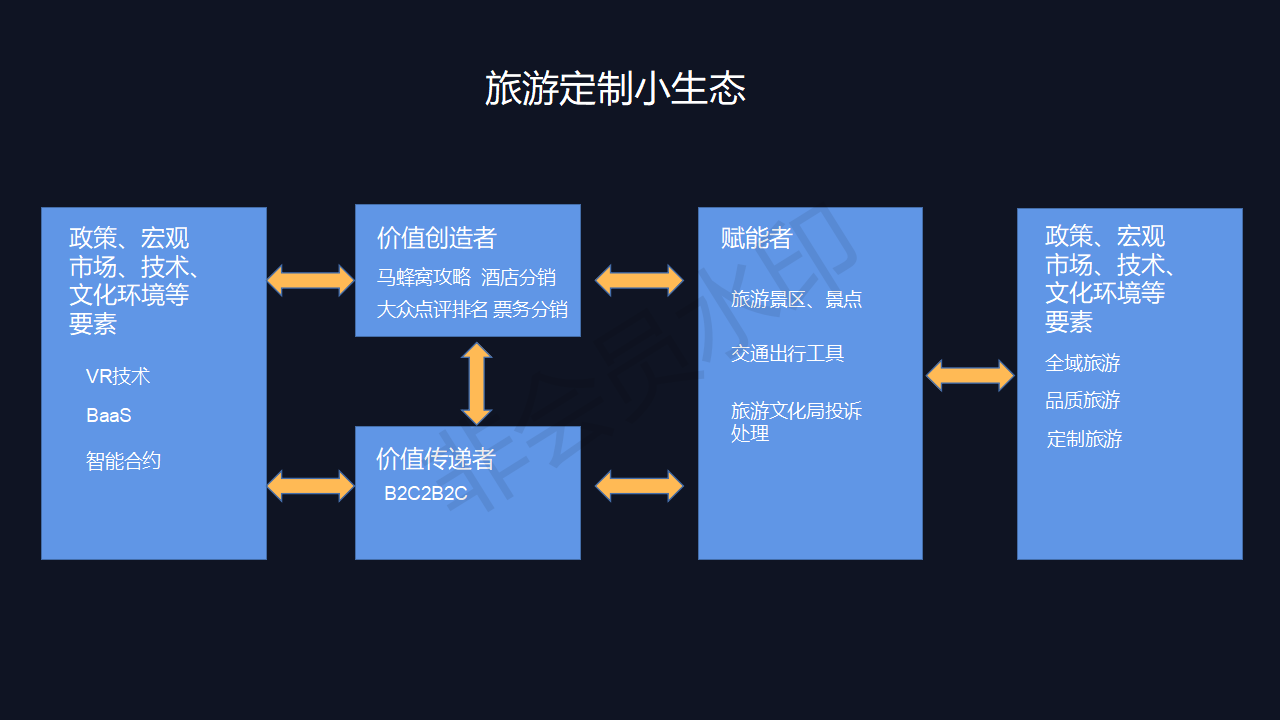 旅游定制小生态
政策、宏观
市场、技术、
文化环境等
要素
VR技术
BaaS
智能合约
价值创造者
马蜂窝攻略 酒店分销
大众点评排名 票务分销
价值传递者
B2C2B2C
赋能者
旅游景区、景点
交通出行工具
旅游文化局投诉
处理
政策、宏观
市场、技术、
文化环境等
要素
全域旅游
品质旅游
定制旅游
非会员水印